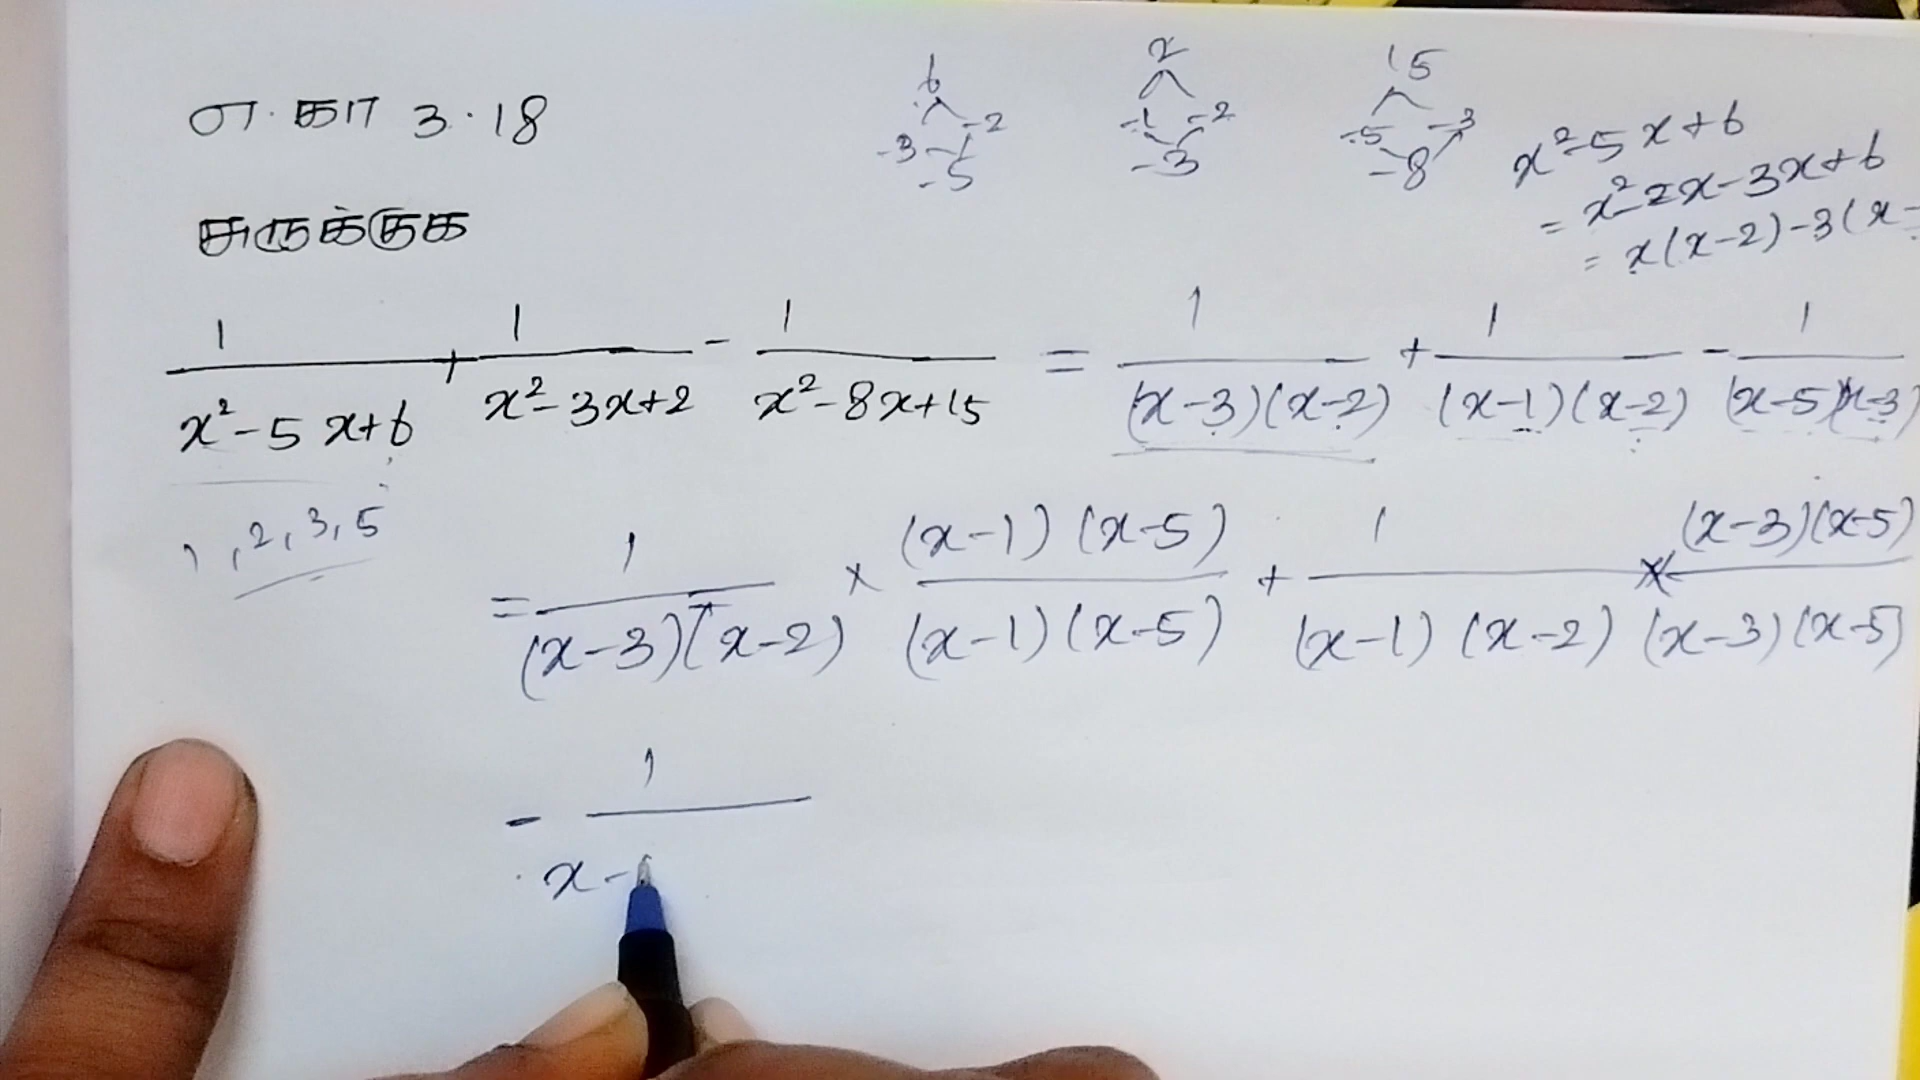 எ. கா 3.18
சுருக்குக
6
-3 -2
-5
2
-1 -2
-3
15
-5 -3
-8
x²-5x+6
= x²-2x-3x+6
= x(x-2)-3(x-
1/(x²-5x+6) + 1/(x²-3x+2) - 1/(x²-8x+15) = 1/((x-3)(x-2)) + 1/((x-1)(x-2)) - 1/((x-5)(x-3))
1, 2, 3, 5
= 1/((x-3)(x-2)) × ((x-1)(x-5))/((x-1)(x-5)) + 1/((x-1)(x-2)) × ((x-3)(x-5))/((x-3)(x-5))
- 1/(x-